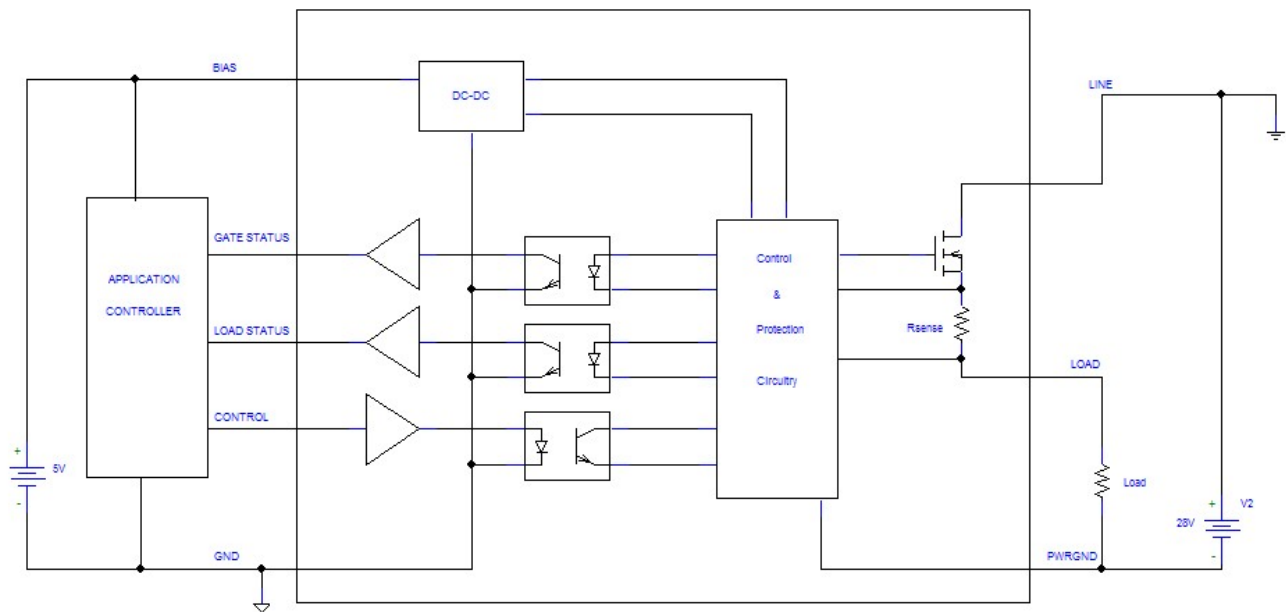 BIAS
DC-DC
LINE
GATE STATUS
APPLICATION
CONTROLLER
LOAD STATUS
CONTROL
Control
&
Protection
Circuitry
Rsense
LOAD
+
5V
-
Load
+
V2
28V
-
GND
PWRGND